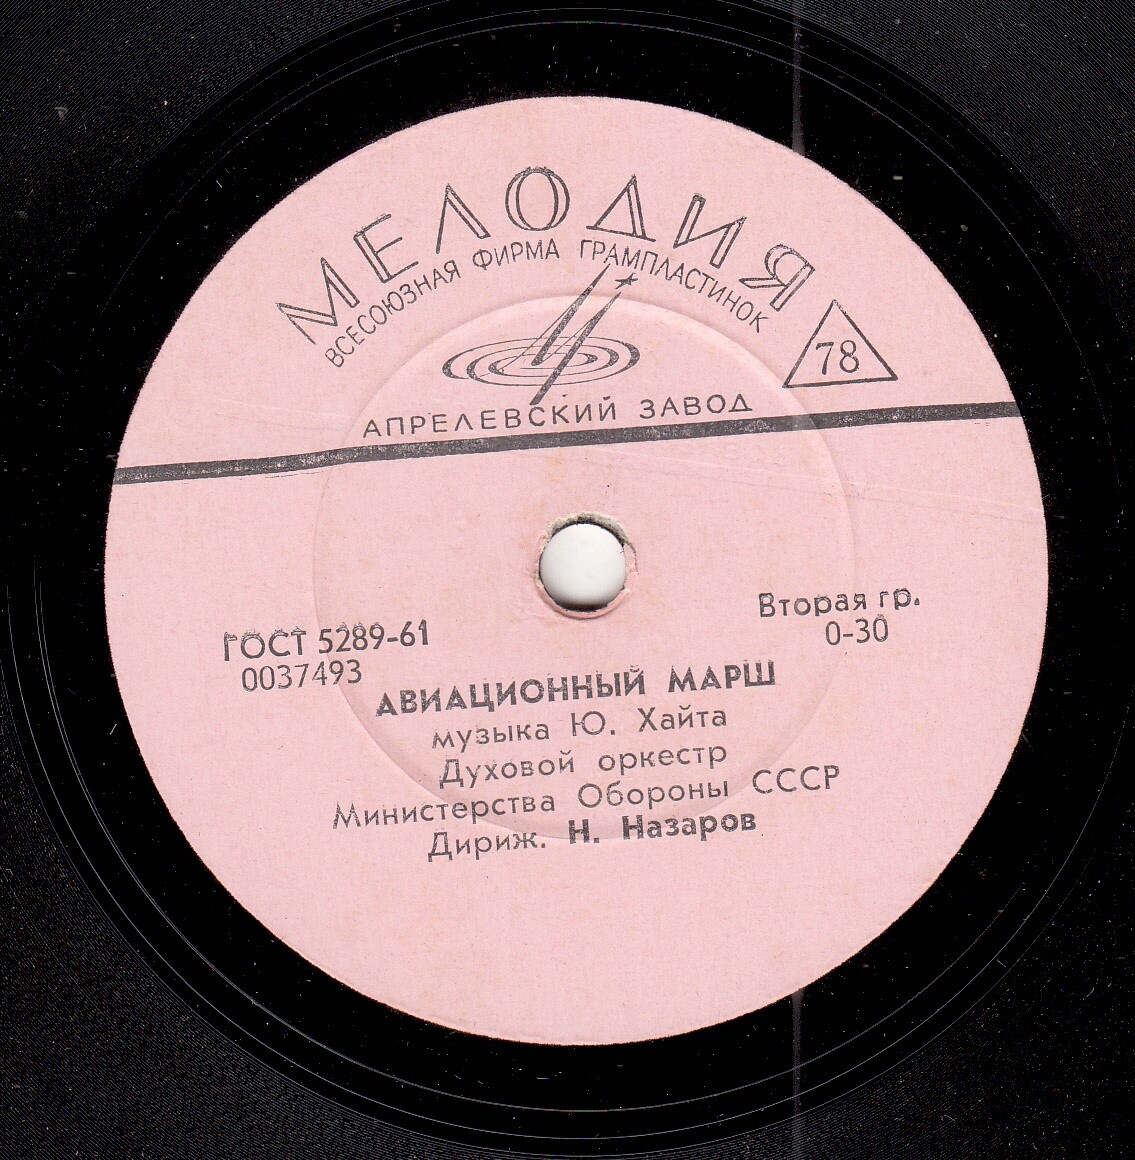 МЕЛОДИЯ
ВСЕСОЮЗНАЯ ФИРМА ГРАМПЛАСТИНОК
78
АПРЕЛЕВСКИЙ ЗАВОД
ГОСТ 5289-61
0037493
Вторая гр.
0-30
АВИАЦИОННЫЙ МАРШ
музыка Ю. Хайта
Духовой оркестр
Министерства Обороны СССР
Дириж. Н. Назаров